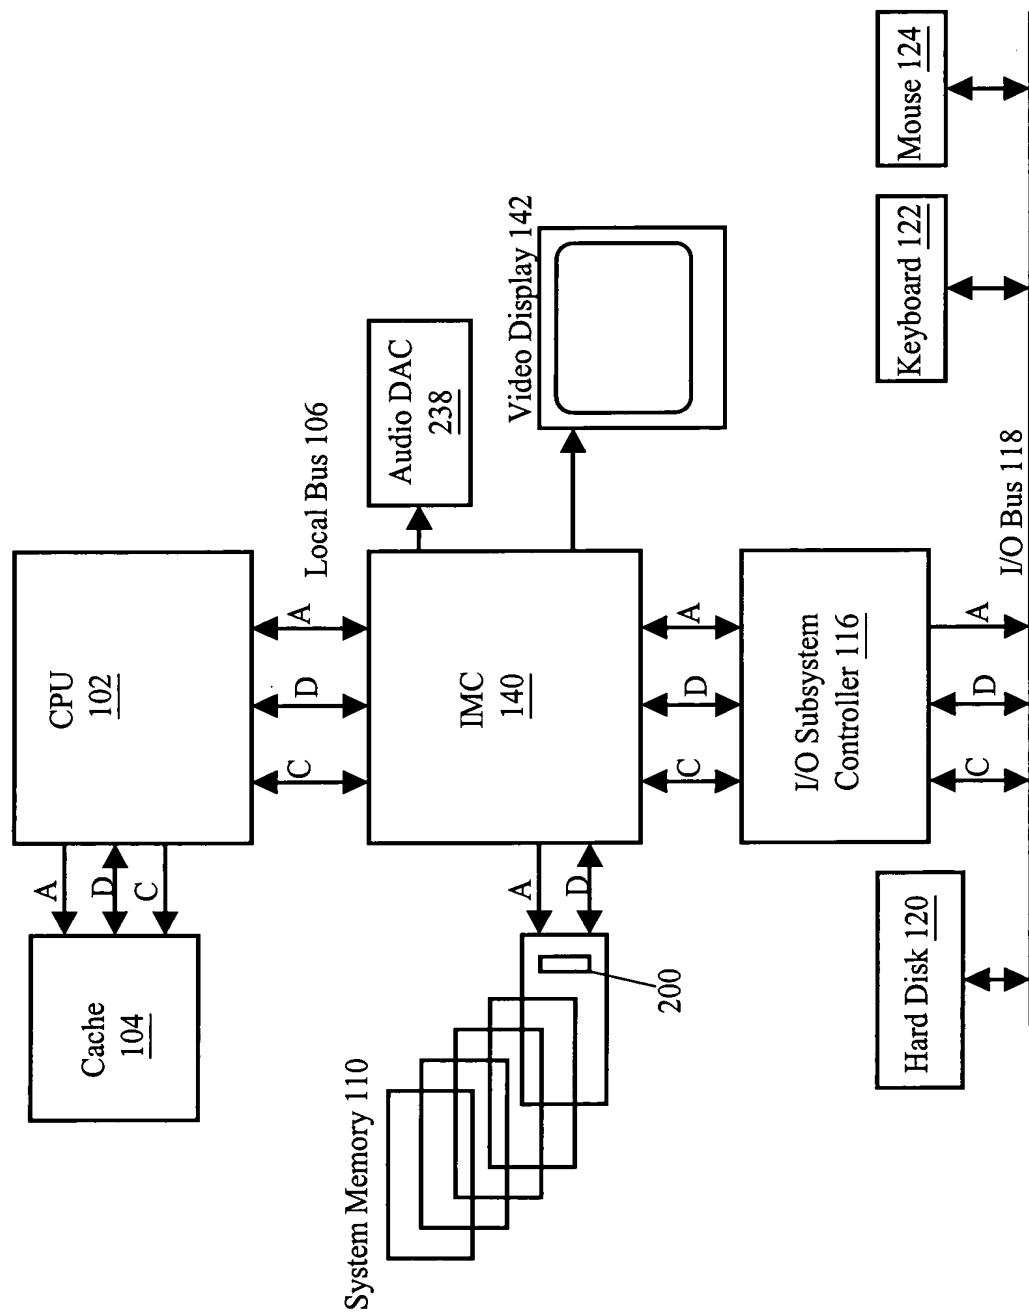 CPU
102
Cache
104
A
D
C
Local Bus 106
C
D
A
System Memory 110
200
A
D
IMC
140
Audio DAC
238
Video Display 142
C
D
A
I/O Subsystem
Controller 116
C
D
A
I/O Bus 118
Hard Disk 120
Keyboard 122
Mouse 124